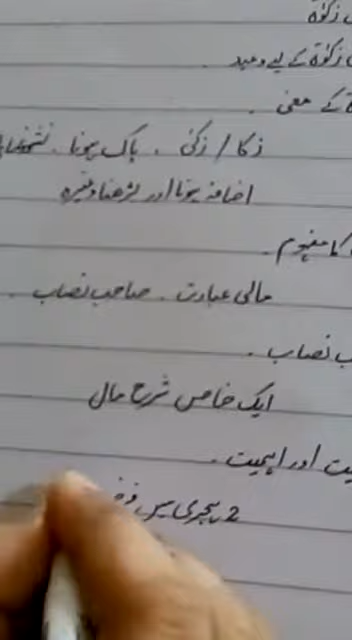 زکوٰۃ
زکوٰۃ کے لیے وعید
کے معنی .
زکا / زکیٰ . پاک ہونا .
اضافہ ہونا اور بڑھنا وغیرہ
کا مفہوم .
مالی عبادت . صاحب نصاب .
نصاب .
ایک خاص شرح مال
اور اہمیت .
2 ہجری میں